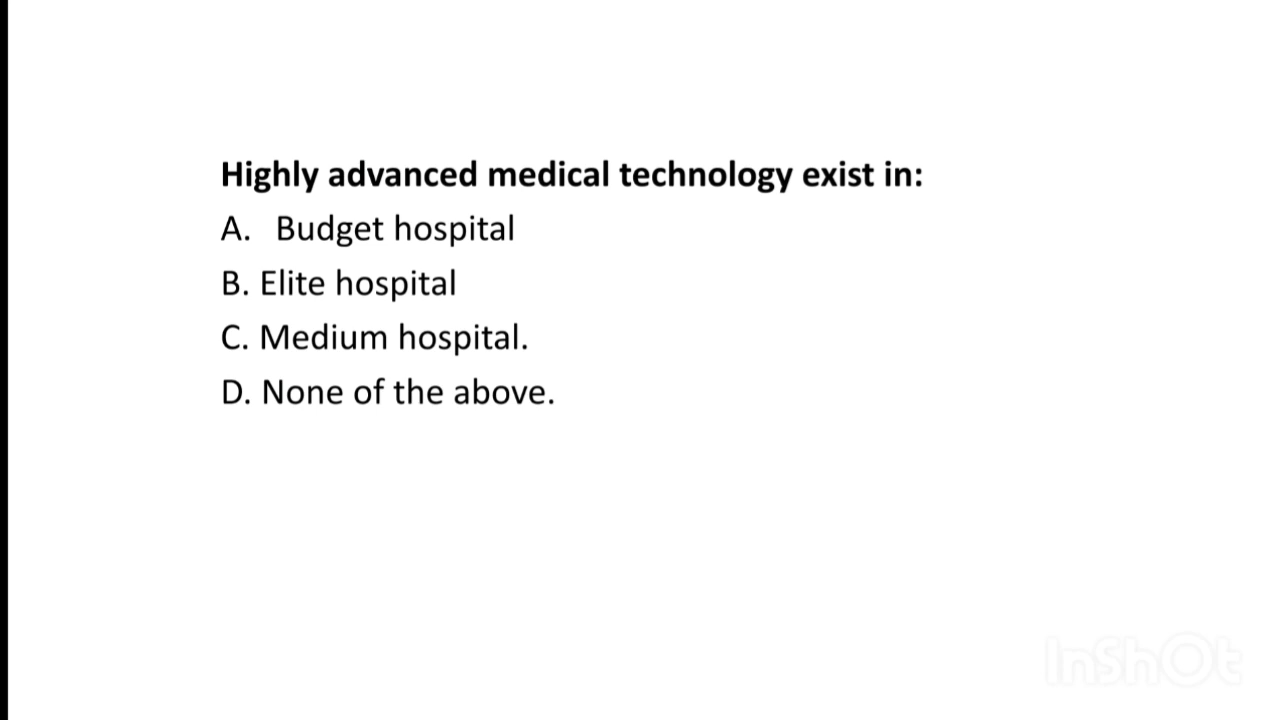 Highly advanced medical technology exist in:
A. Budget hospital
B. Elite hospital
C. Medium hospital.
D. None of the above.
InShOt